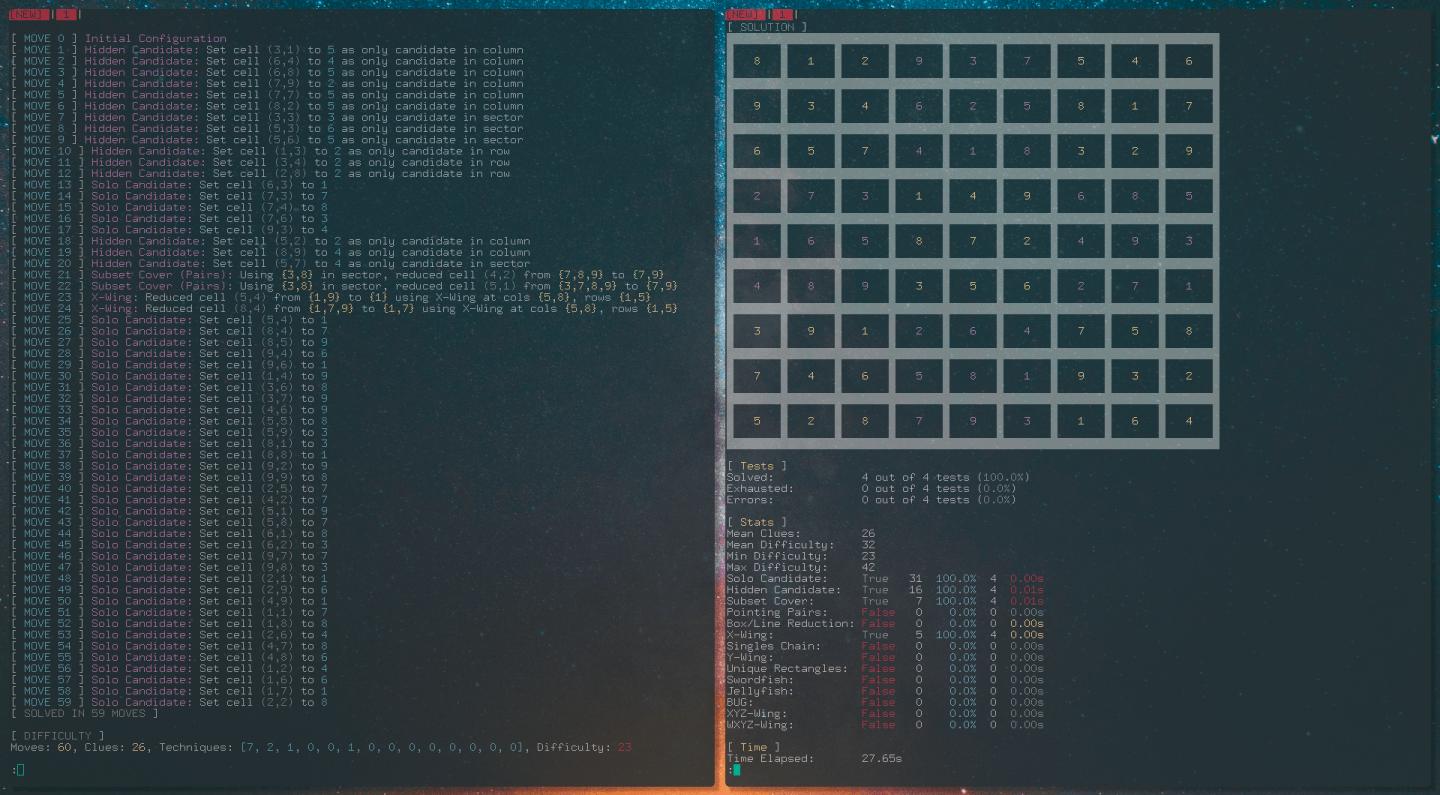 [NEW] | 1 |
[ MOVE 0 ] Initial Configuration
[ MOVE 1 ] Hidden Candidate: Set cell (3,1) to 5 as only candidate in column
[ MOVE 2 ] Hidden Candidate: Set cell (6,4) to 4 as only candidate in column
[ MOVE 3 ] Hidden Candidate: Set cell (6,8) to 5 as only candidate in column
[ MOVE 4 ] Hidden Candidate: Set cell (7,9) to 2 as only candidate in column
[ MOVE 5 ] Hidden Candidate: Set cell (7,7) to 5 as only candidate in column
[ MOVE 6 ] Hidden Candidate: Set cell (8,2) to 5 as only candidate in column
[ MOVE 7 ] Hidden Candidate: Set cell (3,3) to 3 as only candidate in sector
[ MOVE 8 ] Hidden Candidate: Set cell (5,3) to 6 as only candidate in sector
[ MOVE 9 ] Hidden Candidate: Set cell (5,6) to 5 as only candidate in sector
[ MOVE 10 ] Hidden Candidate: Set cell (1,3) to 2 as only candidate in row
[ MOVE 11 ] Hidden Candidate: Set cell (3,4) to 2 as only candidate in row
[ MOVE 12 ] Hidden Candidate: Set cell (2,8) to 2 as only candidate in row
[ MOVE 13 ] Solo Candidate: Set cell (6,3) to 1
[ MOVE 14 ] Solo Candidate: Set cell (7,3) to 7
[ MOVE 15 ] Solo Candidate: Set cell (7,4) to 8
[ MOVE 16 ] Solo Candidate: Set cell (7,6) to 3
[ MOVE 17 ] Solo Candidate: Set cell (9,3) to 4
[ MOVE 18 ] Hidden Candidate: Set cell (5,2) to 2 as only candidate in column
[ MOVE 19 ] Hidden Candidate: Set cell (8,9) to 4 as only candidate in column
[ MOVE 20 ] Hidden Candidate: Set cell (5,7) to 4 as only candidate in sector
[ MOVE 21 ] Subset Cover (Pairs): Using {3,8} in sector, reduced cell (4,2) from {7,8,9} to {7,9}
[ MOVE 22 ] Subset Cover (Pairs): Using {3,8} in sector, reduced cell (5,1) from {3,7,8,9} to {7,9}
[ MOVE 23 ] X-Wing: Reduced cell (5,4) from {1,9} to {1} using X-Wing at cols {5,8}, rows {1,5}
[ MOVE 24 ] X-Wing: Reduced cell (8,4) from {1,7,9} to {1,7} using X-Wing at cols {5,8}, rows {1,5}
[ MOVE 25 ] Solo Candidate: Set cell (5,4) to 1
[ MOVE 26 ] Solo Candidate: Set cell (8,4) to 7
[ MOVE 27 ] Solo Candidate: Set cell (8,5) to 9
[ MOVE 28 ] Solo Candidate: Set cell (9,4) to 6
[ MOVE 29 ] Solo Candidate: Set cell (9,6) to 1
[ MOVE 30 ] Solo Candidate: Set cell (1,4) to 9
[ MOVE 31 ] Solo Candidate: Set cell (3,6) to 8
[ MOVE 32 ] Solo Candidate: Set cell (3,7) to 9
[ MOVE 33 ] Solo Candidate: Set cell (4,6) to 9
[ MOVE 34 ] Solo Candidate: Set cell (5,5) to 8
[ MOVE 35 ] Solo Candidate: Set cell (5,9) to 3
[ MOVE 36 ] Solo Candidate: Set cell (8,1) to 3
[ MOVE 37 ] Solo Candidate: Set cell (8,8) to 1
[ MOVE 38 ] Solo Candidate: Set cell (9,2) to 9
[ MOVE 39 ] Solo Candidate: Set cell (9,9) to 8
[ MOVE 40 ] Solo Candidate: Set cell (2,5) to 7
[ MOVE 41 ] Solo Candidate: Set cell (4,2) to 7
[ MOVE 42 ] Solo Candidate: Set cell (5,1) to 9
[ MOVE 43 ] Solo Candidate: Set cell (5,8) to 7
[ MOVE 44 ] Solo Candidate: Set cell (6,1) to 8
[ MOVE 45 ] Solo Candidate: Set cell (6,2) to 3
[ MOVE 46 ] Solo Candidate: Set cell (9,7) to 7
[ MOVE 47 ] Solo Candidate: Set cell (9,8) to 3
[ MOVE 48 ] Solo Candidate: Set cell (2,1) to 1
[ MOVE 49 ] Solo Candidate: Set cell (2,9) to 6
[ MOVE 50 ] Solo Candidate: Set cell (4,9) to 1
[ MOVE 51 ] Solo Candidate: Set cell (1,1) to 7
[ MOVE 52 ] Solo Candidate: Set cell (1,8) to 8
[ MOVE 53 ] Solo Candidate: Set cell (2,6) to 4
[ MOVE 54 ] Solo Candidate: Set cell (4,7) to 8
[ MOVE 55 ] Solo Candidate: Set cell (4,8) to 6
[ MOVE 56 ] Solo Candidate: Set cell (1,2) to 4
[ MOVE 57 ] Solo Candidate: Set cell (1,6) to 6
[ MOVE 58 ] Solo Candidate: Set cell (1,7) to 1
[ MOVE 59 ] Solo Candidate: Set cell (2,2) to 8
[ SOLVED IN 59 MOVES ]
[ DIFFICULTY ]
Moves: 60, Clues: 26, Techniques: [7, 2, 1, 0, 0, 1, 0, 0, 0, 0, 0, 0, 0, 0], Difficulty: 23
:
[NEW] | 1 |
[ SOLUTION ]
8 1 2 9 3 7 5 4 6
9 3 4 6 2 5 8 1 7
6 5 7 4 1 8 3 2 9
2 7 3 1 4 9 6 8 5
1 6 5 8 7 2 4 9 3
4 8 9 3 5 6 2 7 1
3 9 1 2 6 4 7 5 8
7 4 6 5 8 1 9 3 2
5 2 8 7 9 3 1 6 4
[ Tests ]
Solved: 4 out of 4 tests (100.0%)
Exhausted: 0 out of 4 tests (0.0%)
Errors: 0 out of 4 tests (0.0%)
[ Stats ]
Mean Clues: 26
Mean Difficulty: 32
Min Difficulty: 23
Max Difficulty: 42
Solo Candidate: True 31 100.0% 4 0.00s
Hidden Candidate: True 16 100.0% 4 0.01s
Subset Cover: True 7 100.0% 4 0.01s
Pointing Pairs: False 0 0.0% 0 0.00s
Box/Line Reduction: False 0 0.0% 0 0.00s
X-Wing: True 5 100.0% 4 0.00s
Singles Chain: False 0 0.0% 0 0.00s
Y-Wing: False 0 0.0% 0 0.00s
Unique Rectangles: False 0 0.0% 0 0.00s
Swordfish: False 0 0.0% 0 0.00s
Jellyfish: False 0 0.0% 0 0.00s
BUG: False 0 0.0% 0 0.00s
XYZ-Wing: False 0 0.0% 0 0.00s
WXYZ-Wing: False 0 0.0% 0 0.00s
[ Time ]
Time Elapsed: 27.65s
: